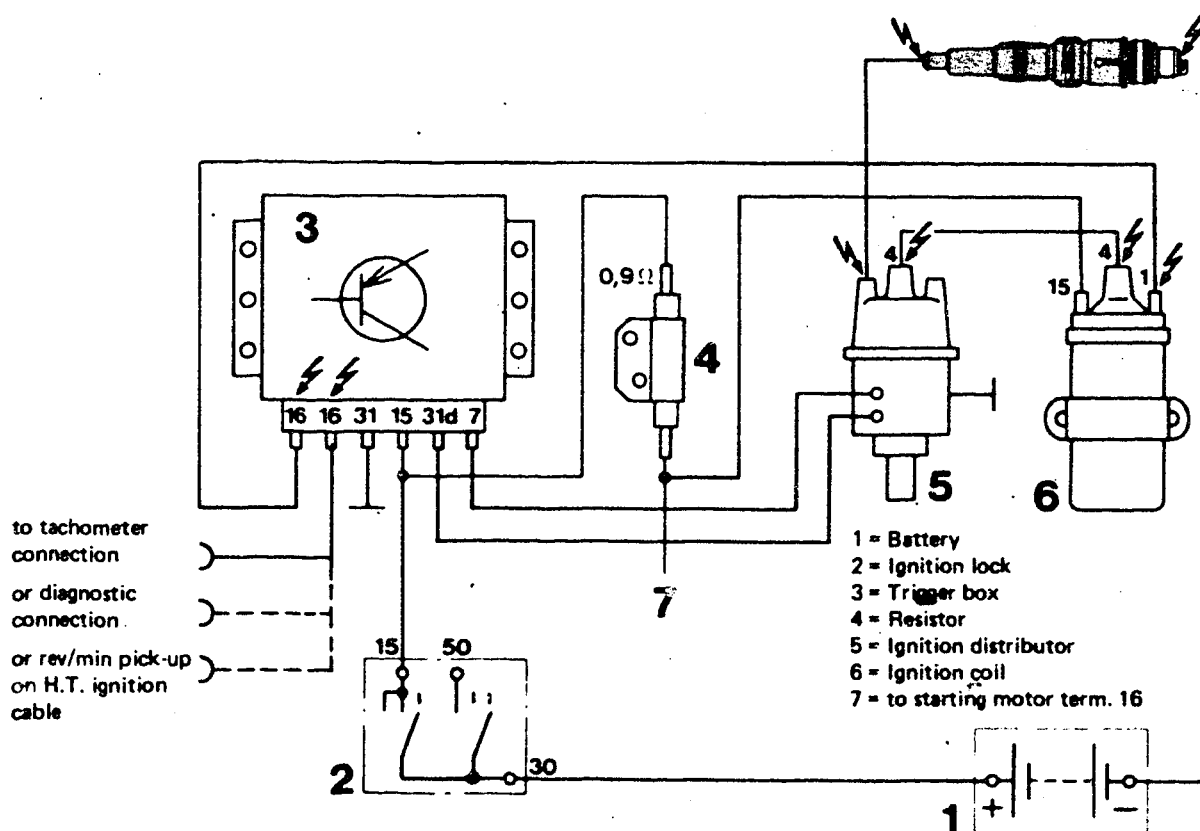 3
0,9Ω
4
4
4
15
1
16 16 31 15 31d 7
4
5
6
to tachometer
connection
or diagnostic
connection
or rev/min pick-up
on H.T. ignition
cable
7
1 = Battery
2 = Ignition lock
3 = Trigger box
4 = Resistor
5 = Ignition distributor
6 = Ignition coil
7 = to starting motor term. 16
15 50
I II
2
30
1
+ −